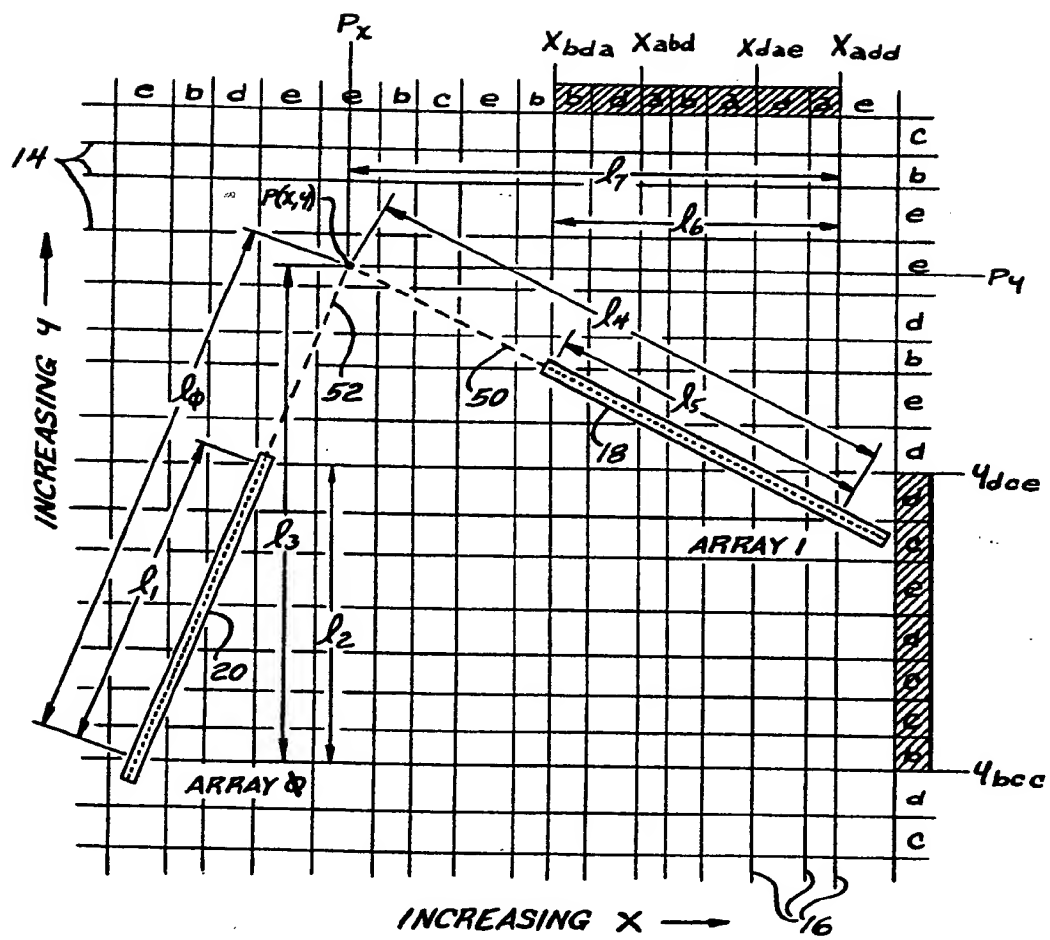 Px
Xbda Xabd Xdae Xadd
e b d e e b c e b b d a b a d a e
c
14
l7
b
P(x,y)
e
l6
e
Py
d
l4
b
lϕ
52
50
l5
e
18
d
ydce
INCREASING y
l3
ARRAY 1
e
l1
l2
d
20
c
ybcc
ARRAY ϕ
d
c
INCREASING X
16